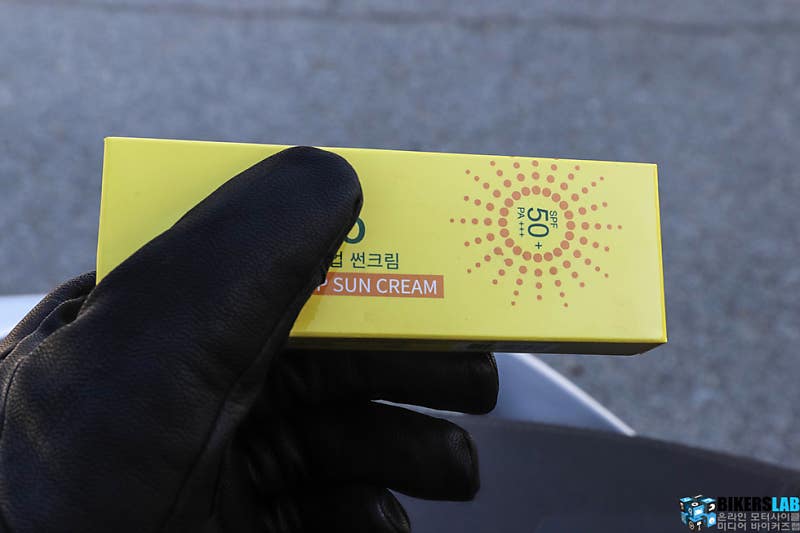 업 썬크림
P SUN CREAM
SPF
50+
PA+++
BIKERSLAB
온라인 모터사이클
미디어 바이커즈랩